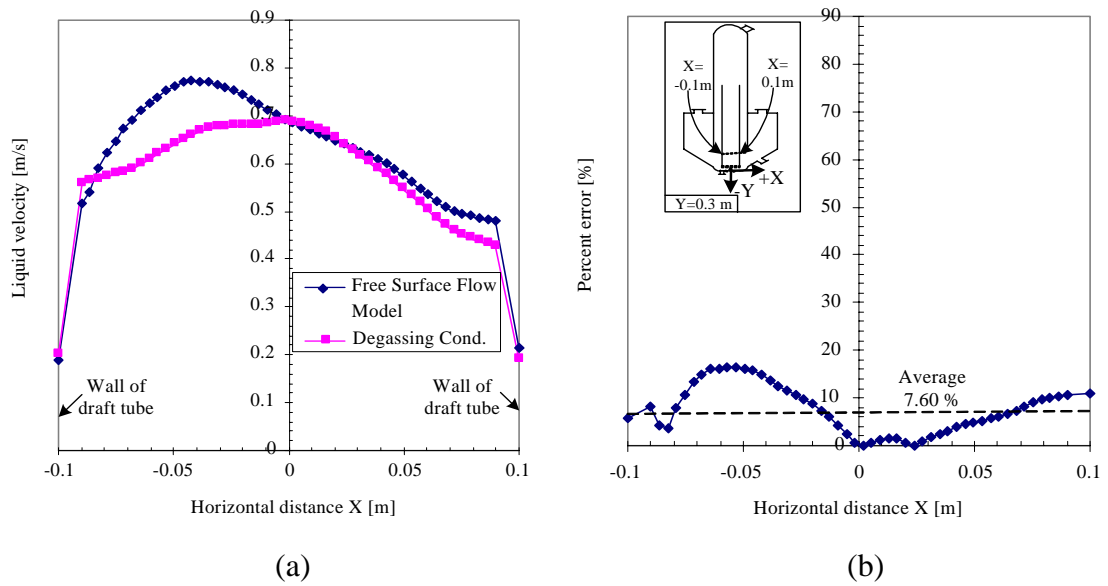 0.9
0.8
0.7
0.6
0.5
0.4
0.3
0.2
0.1
0
-0.1
-0.05
0
0.05
0.1
Liquid velocity [m/s]
Horizontal distance X [m]
Free Surface Flow
Model
Degassing Cond.
Wall of
draft tube
Wall of
draft tube
(a)
90
80
70
60
50
40
30
20
10
0
-0.1
-0.05
0
0.05
0.1
Percent error [%]
Horizontal distance X [m]
X=
-0.1m
X=
0.1m
+X
-Y
Y=0.3 m
Average
7.60 %
(b)